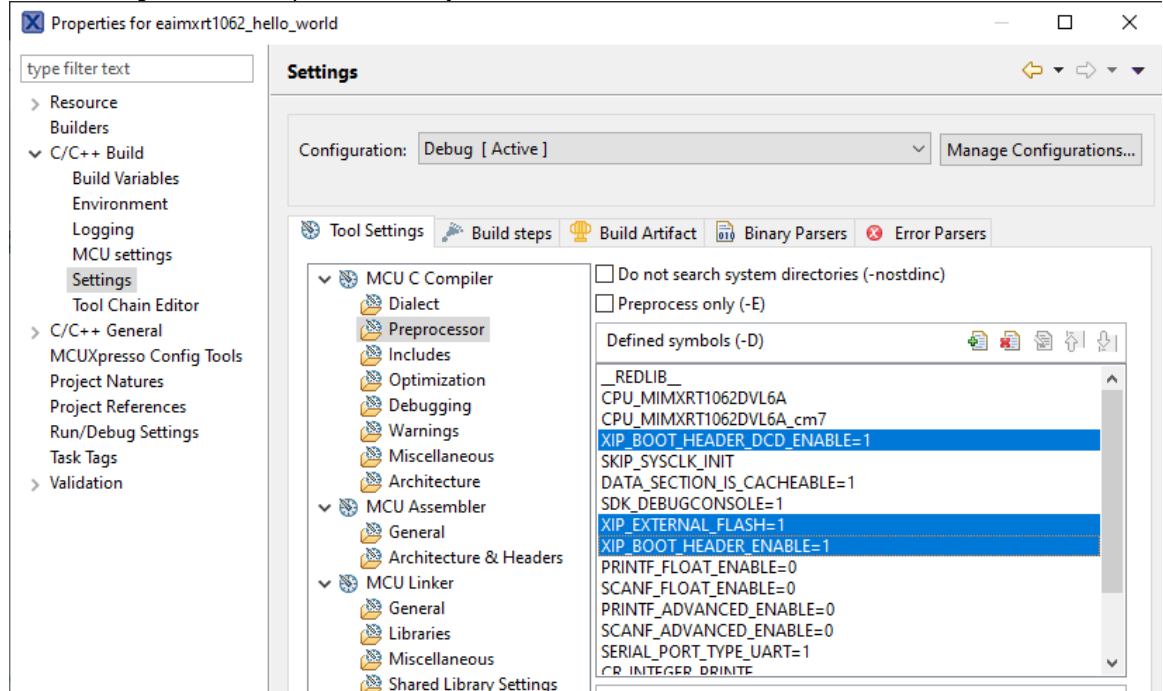 Properties for eaimxrt1062_hello_world
type filter text
Resource
Builders
C/C++ Build
Build Variables
Environment
Logging
MCU settings
Settings
Tool Chain Editor
C/C++ General
MCUXpresso Config Tools
Project Natures
Project References
Run/Debug Settings
Task Tags
Validation
Settings
Configuration: Debug [ Active ] Manage Configurations...
Tool Settings Build steps Build Artifact Binary Parsers Error Parsers
MCU C Compiler
Dialect
Preprocessor
Includes
Optimization
Debugging
Warnings
Miscellaneous
Architecture
MCU Assembler
General
Architecture & Headers
MCU Linker
General
Libraries
Miscellaneous
Shared Library Settings
Do not search system directories (-nostdinc)
Preprocess only (-E)
Defined symbols (-D)
__REDLIB__
CPU_MIMXRT1062DVL6A
CPU_MIMXRT1062DVL6A_cm7
XIP_BOOT_HEADER_DCD_ENABLE=1
SKIP_SYSCLK_INIT
DATA_SECTION_IS_CACHEABLE=1
SDK_DEBUGCONSOLE=1
XIP_EXTERNAL_FLASH=1
XIP_BOOT_HEADER_ENABLE=1
PRINTF_FLOAT_ENABLE=0
SCANF_FLOAT_ENABLE=0
PRINTF_ADVANCED_ENABLE=0
SCANF_ADVANCED_ENABLE=0
SERIAL_PORT_TYPE_UART=1
CR_INTEGER_PRINTF